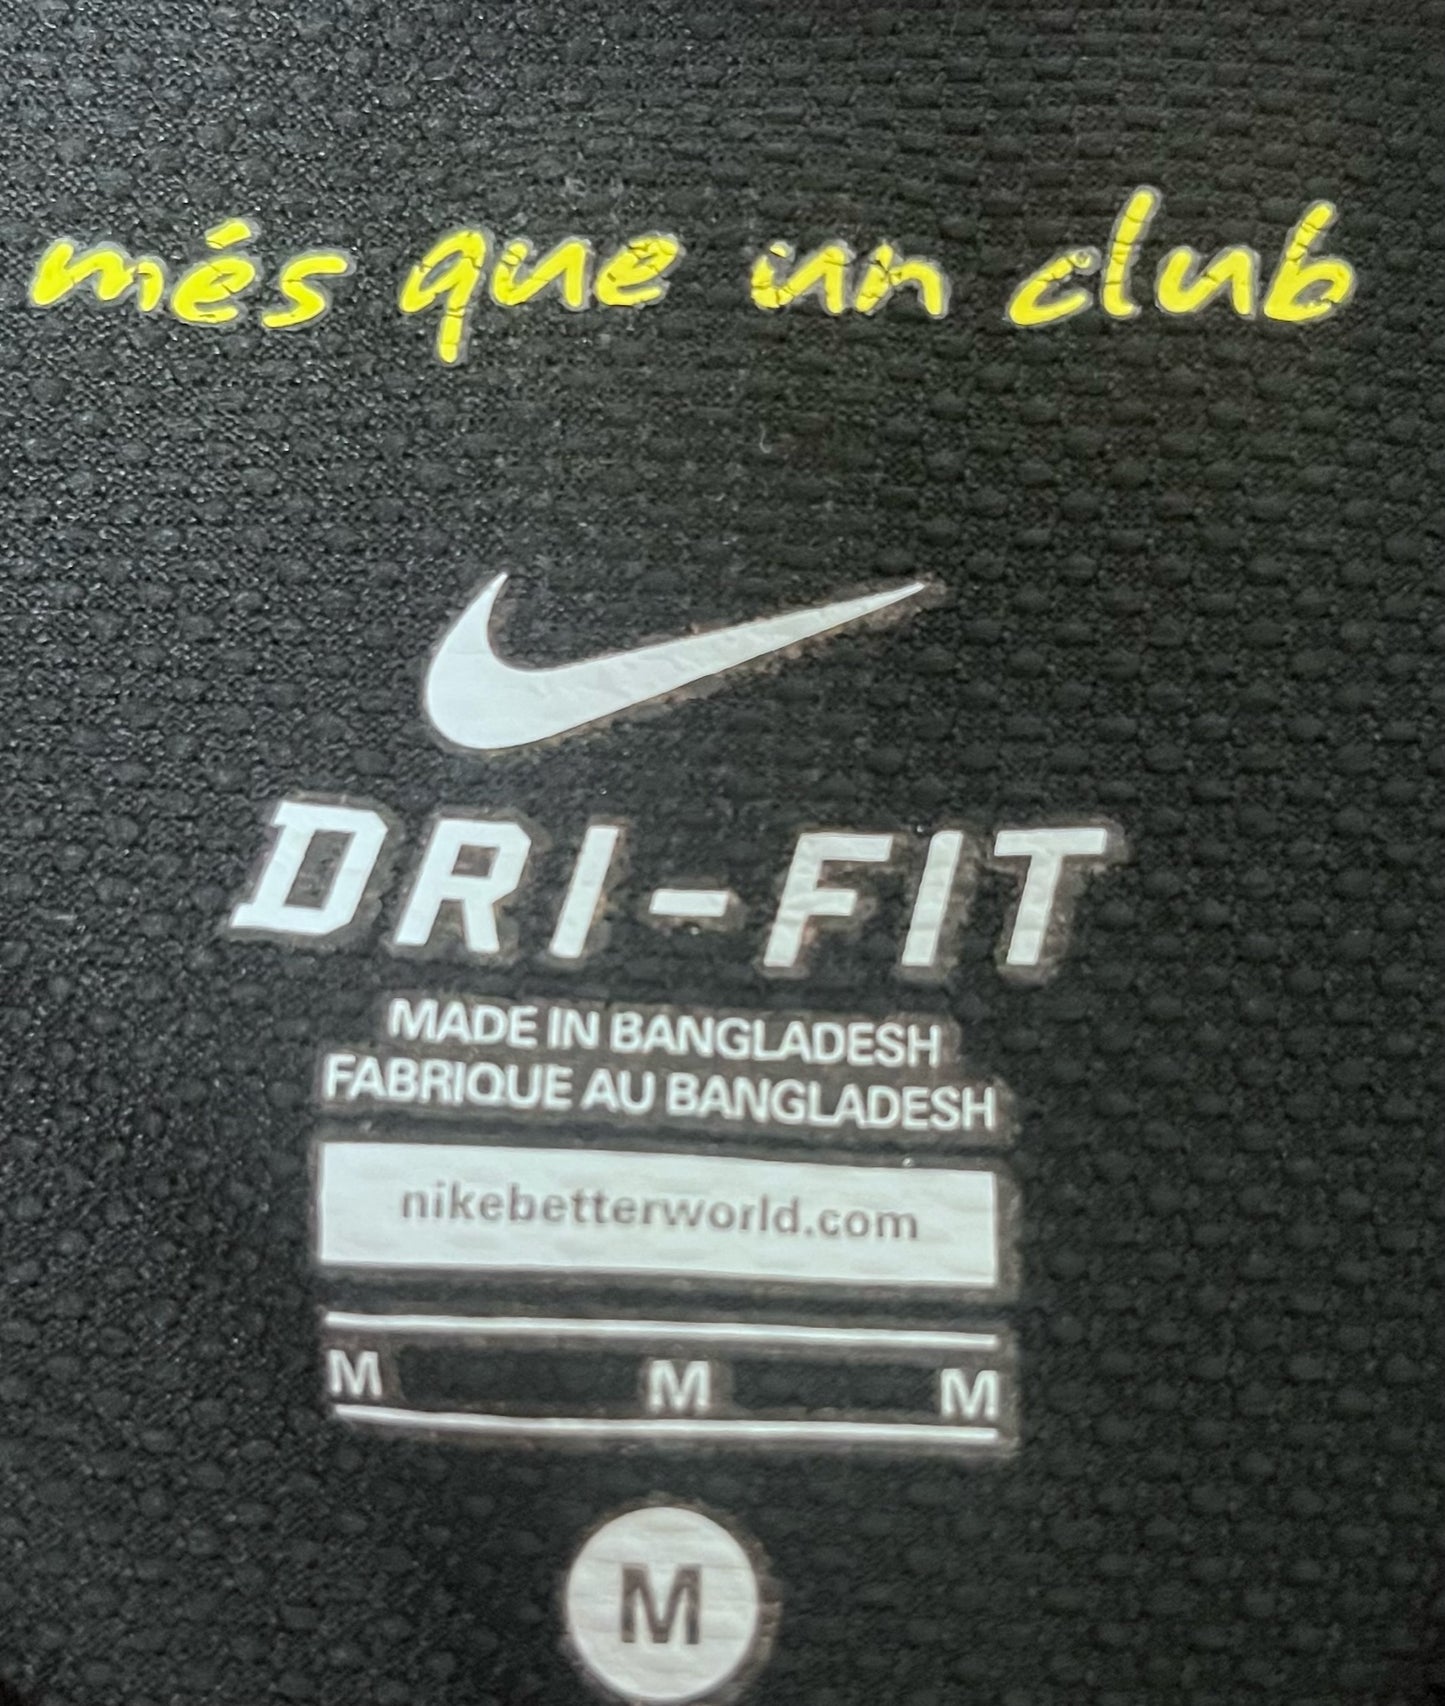 més que un club
DRI-FIT
MADE IN BANGLADESH
FABRIQUE AU BANGLADESH
nikebetterworld.com
M M M
M